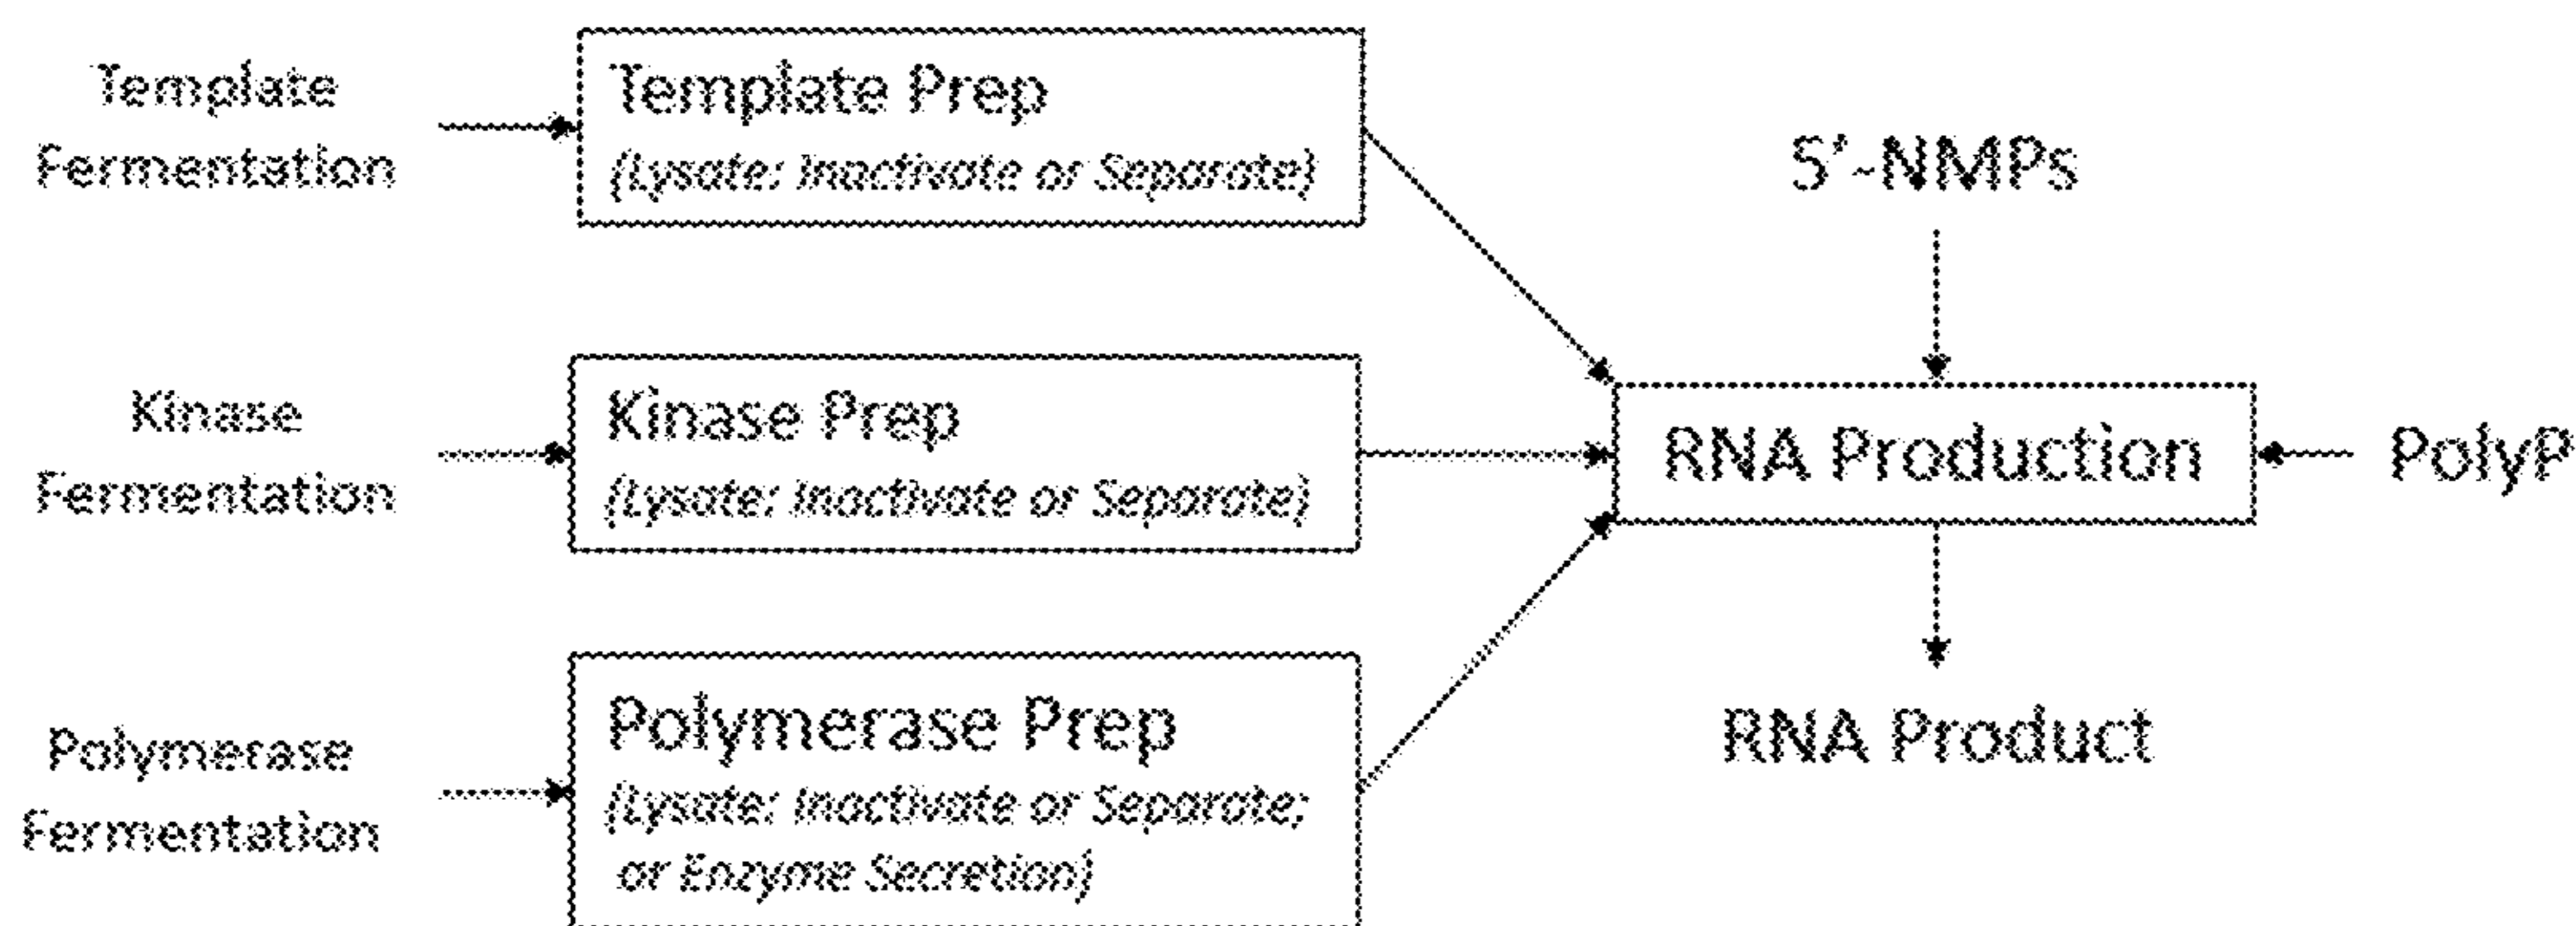 Template
Fermentation
Template Prep
(Lysate: Inactivate or Separate)
Kinase
Fermentation
Kinase Prep
(Lysate: Inactivate or Separate)
Polymerase
Fermentation
Polymerase Prep
(Lysate: Inactivate or Separate;
or Enzyme Secretion)
5'-NMPs
RNA Production
PolyP
RNA Product